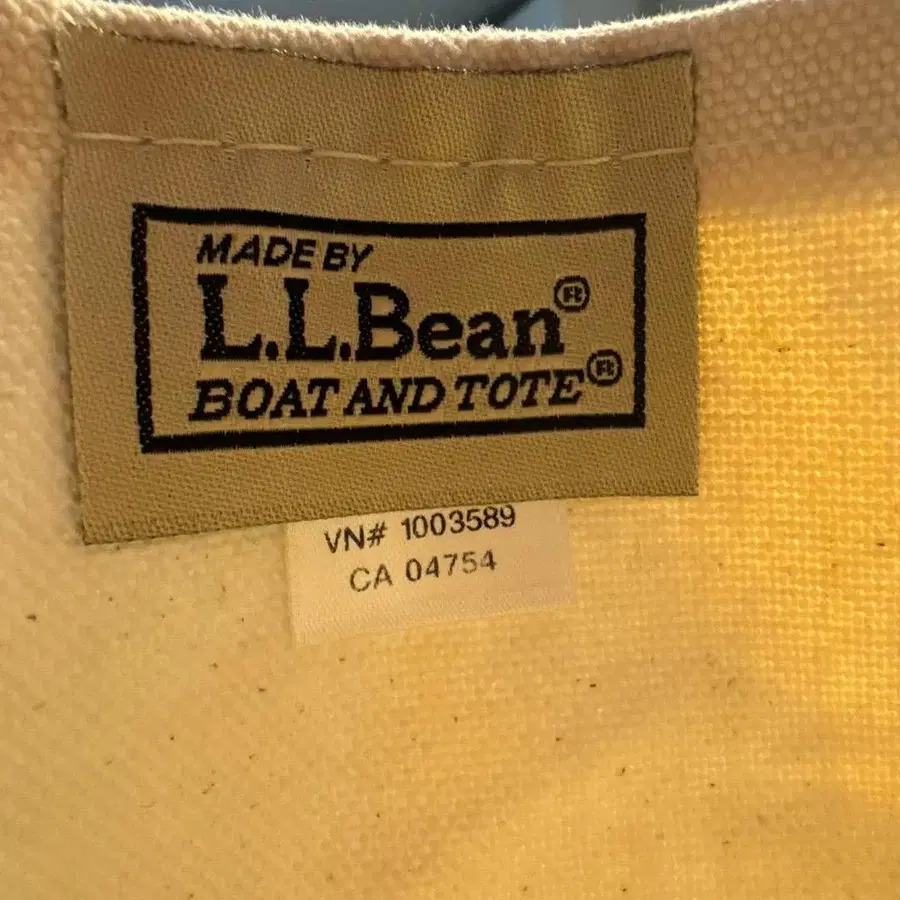 MADE BY
L.L.Bean®
BOAT AND TOTE®
VN# 1003589
CA 04754